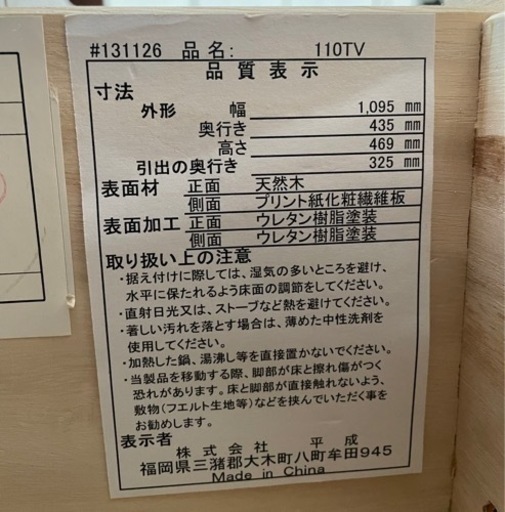 #131126 品名: 110TV
品質表示
寸法
外形 幅 1,095 mm
奥行き 435 mm
高さ 469 mm
引出の奥行き 325 mm
表面材 正面 天然木
側面 プリント紙化粧繊維板
表面加工 正面 ウレタン樹脂塗装
側面 ウレタン樹脂塗装
取り扱い上の注意
・据え付けに際しては、湿気の多いところを避け、
水平に保たれるよう床面の調節をしてください。
・直射日光又は、ストーブなど熱を避けてください。
・著しい汚れを落とす場合は、薄めた中性洗剤を
使用してください。
・加熱した鍋、湯沸し等を直接置かないでください。
・当製品を移動する際、脚部が床と擦れ傷がつく
恐れがあります。床と脚部が直接触れないよう、
敷物(フエルト生地等)などを挟んでいただく事を
お勧めします。
表示者
株式会社 平成
福岡県三潴郡大木町八町牟田945
Made in China